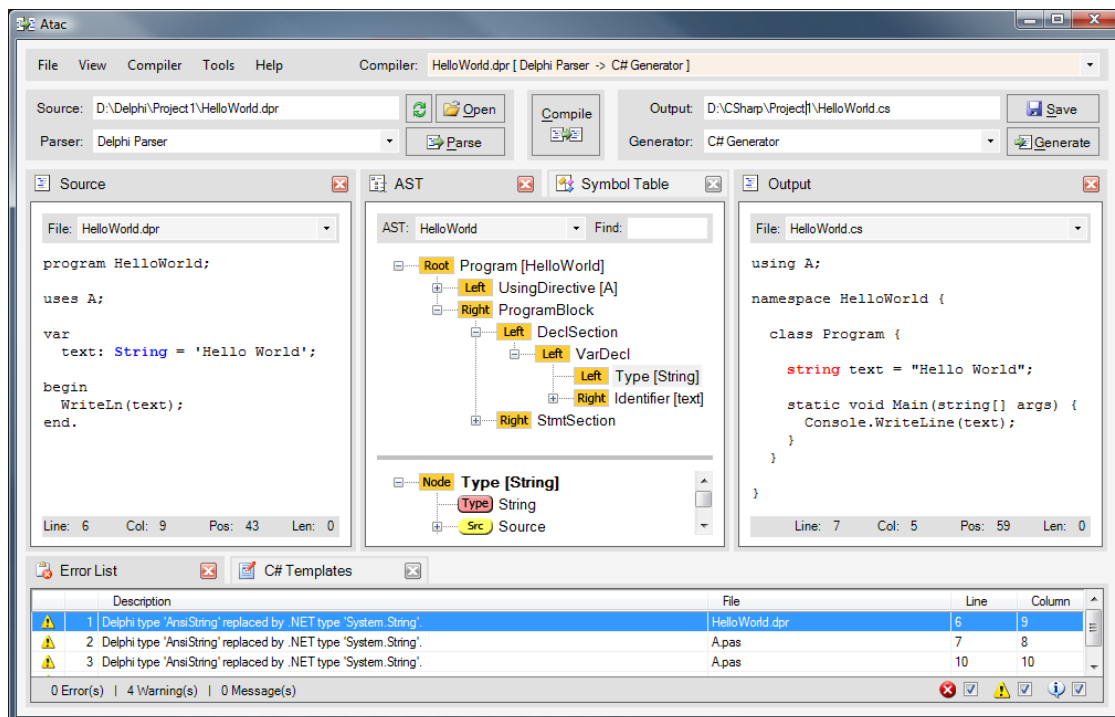 Atac
File View Compiler Tools Help Compiler: HelloWorld.dpr [ Delphi Parser -> C# Generator ]
Source: D:\Delphi\Project1\HelloWorld.dpr Open
Parser: Delphi Parser Parse
Compile
Output: D:\CSharp\Project1\HelloWorld.cs Save
Generator: C# Generator Generate
Source
File: HelloWorld.dpr
program HelloWorld;
uses A;
var
text: String = 'Hello World';
begin
WriteLn(text);
end.
Line: 6 Col: 9 Pos: 43 Len: 0
AST Symbol Table
AST: HelloWorld Find:
Root Program [HelloWorld]
Left UsingDirective [A]
Right ProgramBlock
Left DeclSection
Left VarDecl
Left Type [String]
Right Identifier [text]
Right StmtSection
Node Type [String]
Type String
Src Source
Output
File: HelloWorld.cs
using A;
namespace HelloWorld {
class Program {
string text = "Hello World";
static void Main(string[] args) {
Console.WriteLine(text);
}
}
}
Line: 7 Col: 5 Pos: 59 Len: 0
Error List C# Templates
Description File Line Column
1 Delphi type 'AnsiString' replaced by .NET type 'System.String'. HelloWorld.dpr 6 9
2 Delphi type 'AnsiString' replaced by .NET type 'System.String'. A.pas 7 8
3 Delphi type 'AnsiString' replaced by .NET type 'System.String'. A.pas 10 10
0 Error(s) | 4 Warning(s) | 0 Message(s)